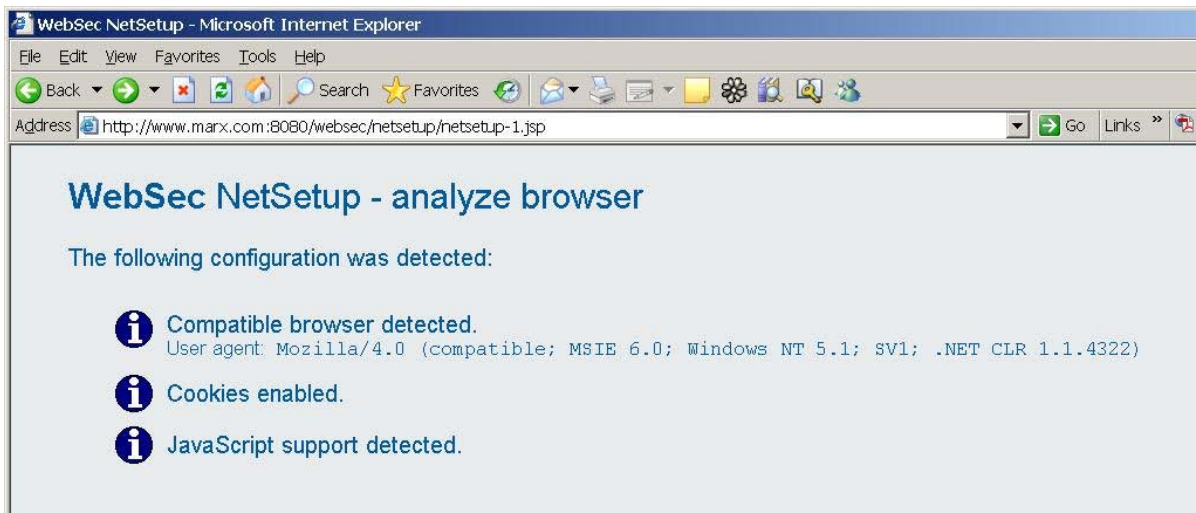 WebSec NetSetup - Microsoft Internet Explorer
File Edit View Favorites Tools Help
Back Search Favorites
Address http://www.marx.com:8080/websec/netsetup/netsetup-1.jsp Go Links »
WebSec NetSetup - analyze browser
The following configuration was detected:
Compatible browser detected.
User agent: Mozilla/4.0 (compatible; MSIE 6.0; Windows NT 5.1; SV1; .NET CLR 1.1.4322)
Cookies enabled.
JavaScript support detected.